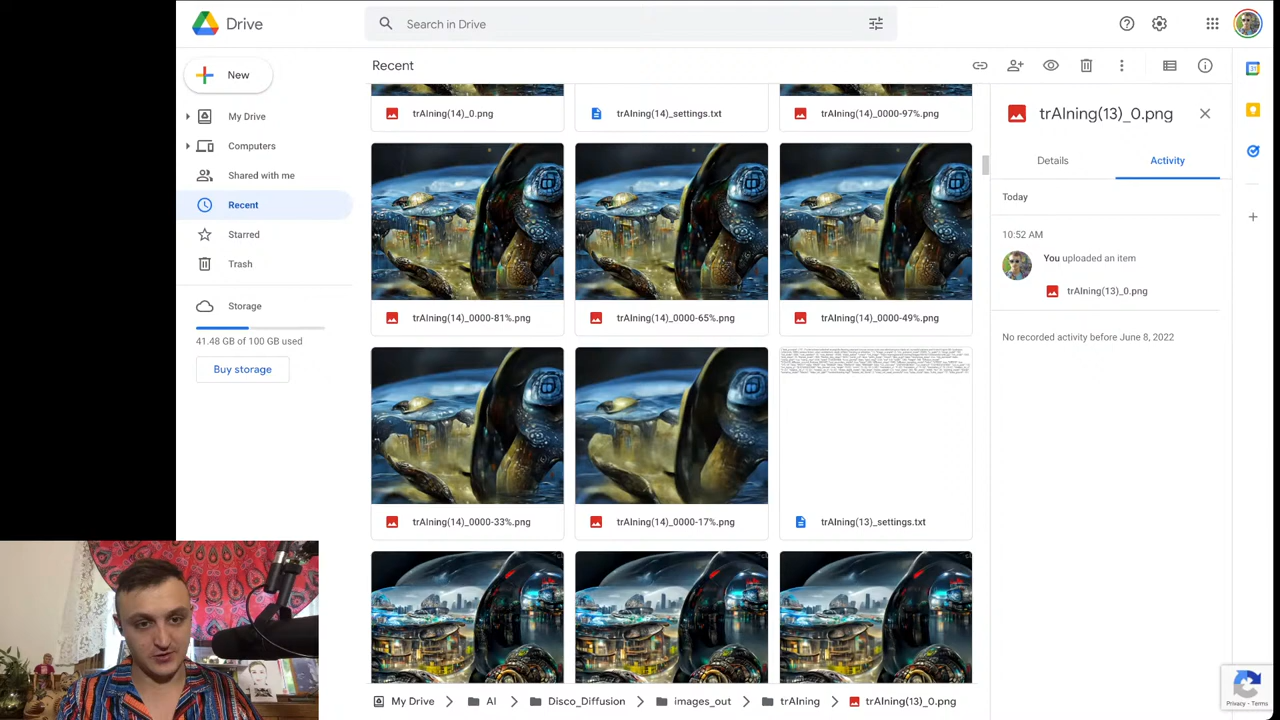 Drive
Search in Drive
New
Recent
My Drive
Computers
Shared with me
Recent
Starred
Trash
Storage
41.48 GB of 100 GB used
Buy storage
trAIning(14)_0.png
trAIning(14)_settings.txt
trAIning(14)_0000-97%.png
trAIning(14)_0000-81%.png
trAIning(14)_0000-65%.png
trAIning(14)_0000-49%.png
trAIning(14)_0000-33%.png
trAIning(14)_0000-17%.png
trAIning(13)_settings.txt
My Drive
AI
Disco_Diffusion
images_out
trAIning
trAIning(13)_0.png
trAIning(13)_0.png
Details
Activity
Today
10:52 AM
You uploaded an item
trAIning(13)_0.png
No recorded activity before June 8, 2022
31
Privacy - Terms